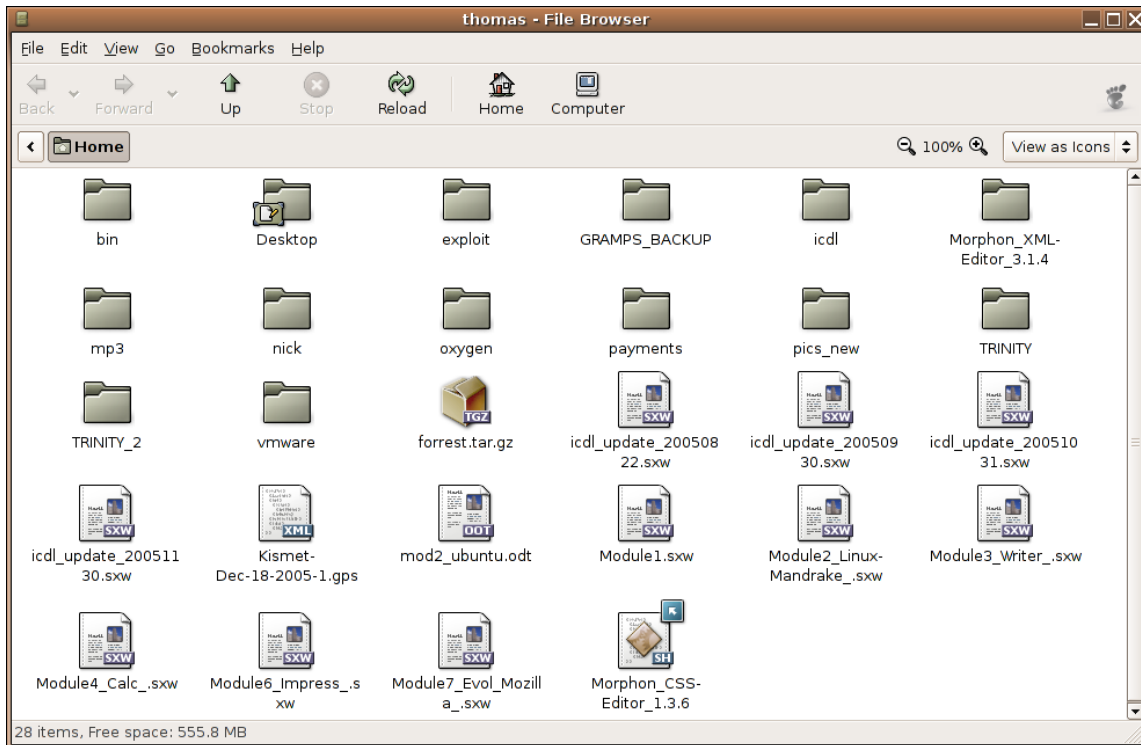 thomas - File Browser
File Edit View Go Bookmarks Help
Back Forward Up Stop Reload Home Computer
Home 100% View as Icons
bin Desktop exploit GRAMPS_BACKUP icdl Morphon_XML-
Editor_3.1.4
mp3 nick oxygen payments pics_new TRINITY
TGZ SXW SXW SXW
TRINITY_2 vmware forrest.tar.gz icdl_update_200508 icdl_update_200509 icdl_update_200510
22.sxw 30.sxw 31.sxw
SXW XML OOT SXW SXW SXW
icdl_update_200511 Kismet- mod2_ubuntu.odt Module1.sxw Module2_Linux- Module3_Writer_.sxw
30.sxw Dec-18-2005-1.gps Mandrake_.sxw
SXW SXW SXW SH
Module4_Calc_.sxw Module6_Impress_.s Module7_Evol_Mozill Morphon_CSS-
xw a_.sxw Editor_1.3.6
28 items, Free space: 555.8 MB